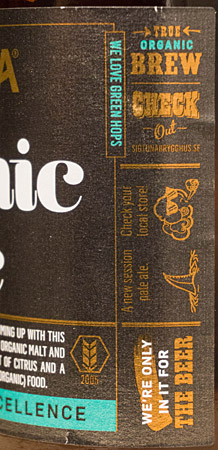 A®
WE LOVE GREEN HOPS
TRUE
ORGANIC
BREW
CHECK
Out
SIGTUNABRYGGHUS.SE
Check your
local store!
A new session
pale ale.
WE'RE ONLY
IN IT FOR
THE BEER
MING UP WITH THIS
ORGANIC MALT AND
T OF CITRUS AND A
ORGANIC) FOOD.
2005
CELLENCE